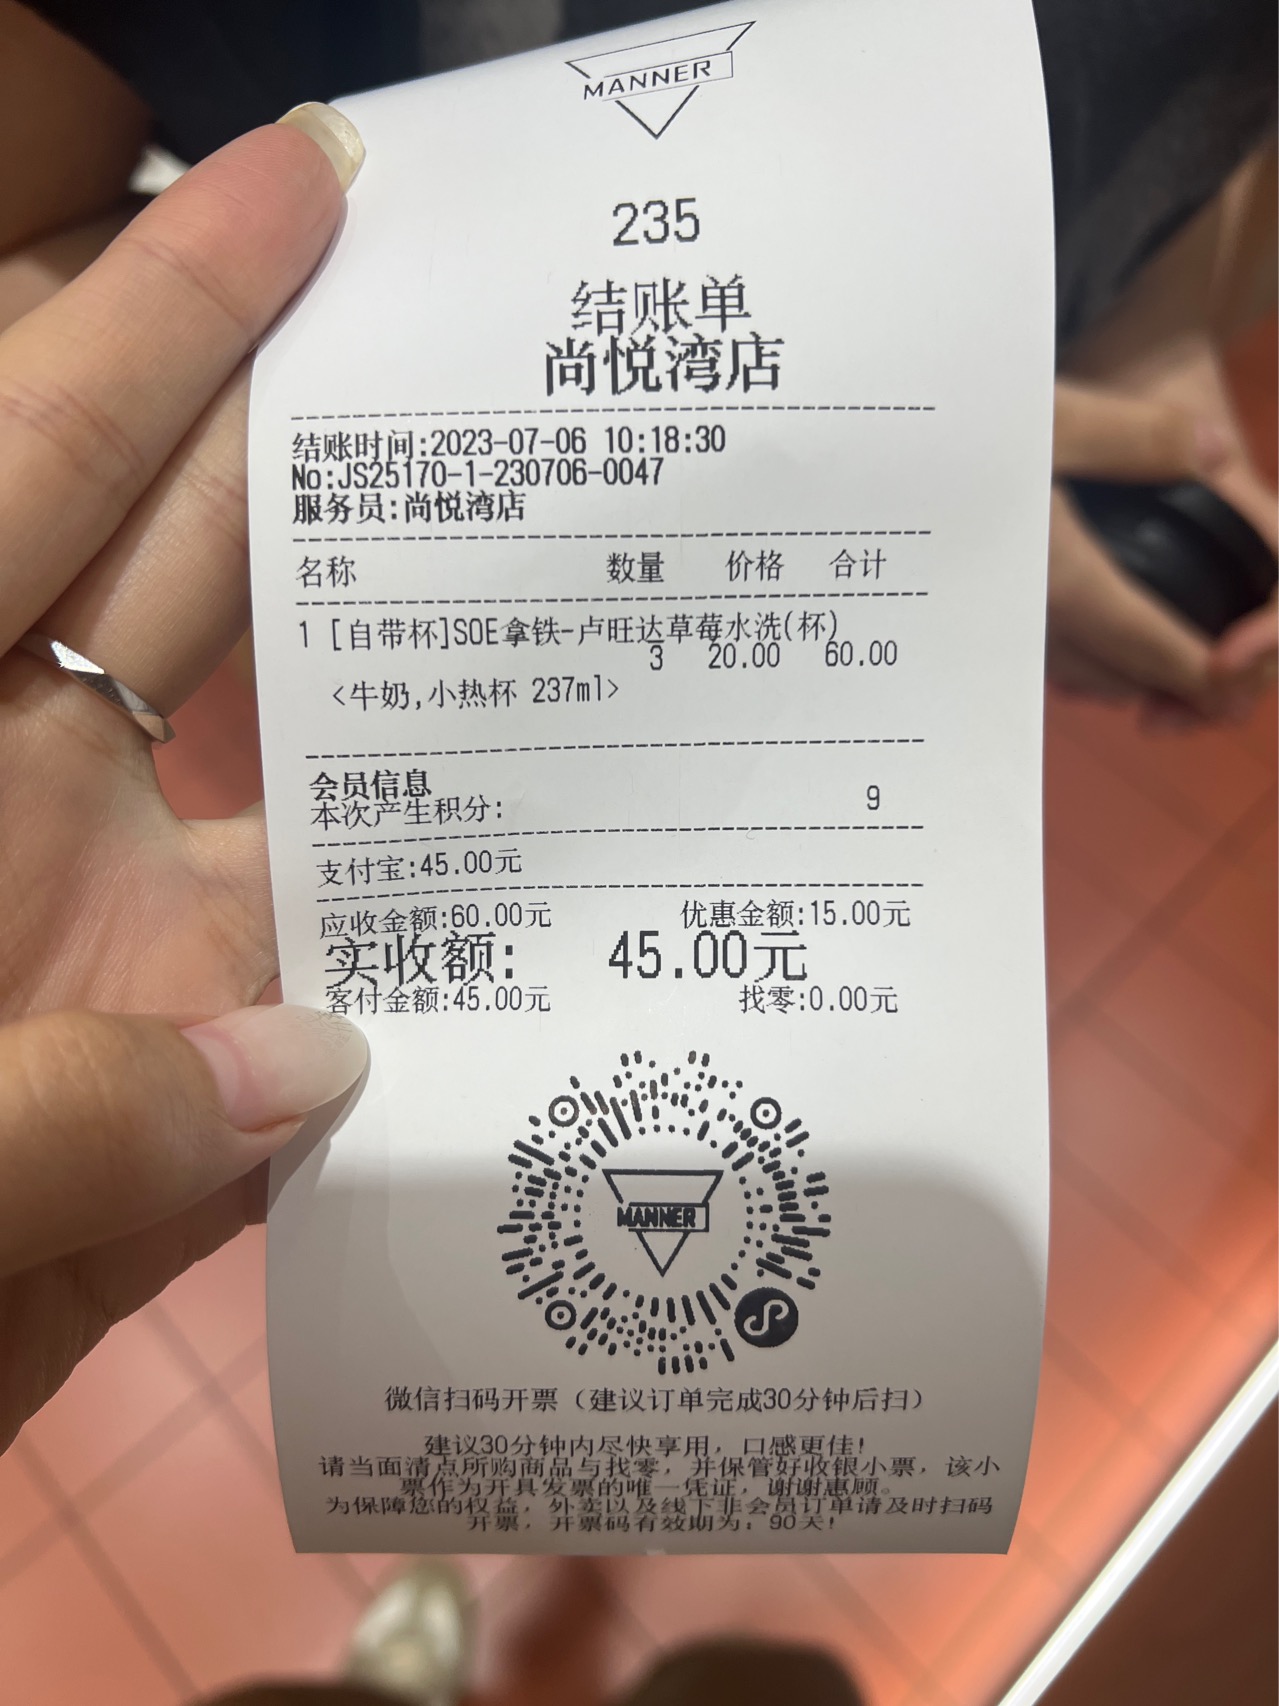 MANNER
235
结账单
尚悦湾店
结账时间:2023-07-06 10:18:30
No:JS25170-1-230706-0047
服务员:尚悦湾店
名称 数量 价格 合计
1 [自带杯]SOE拿铁-卢旺达草莓水洗(杯)
3 20.00 60.00
<牛奶,小热杯 237ml>
会员信息
本次产生积分: 9
支付宝:45.00元
应收金额:60.00元 优惠金额:15.00元
实收额: 45.00元
客付金额:45.00元 找零:0.00元
MANNER
微信扫码开票（建议订单完成30分钟后扫）
建议30分钟内尽快享用，口感更佳！
请当面清点所购商品与找零，并保管好收银小票，该小
票作为开具发票的唯一凭证，谢谢惠顾。
为保障您的权益，外卖以及线下非会员订单请及时扫码
开票，开票码有效期为：90天！